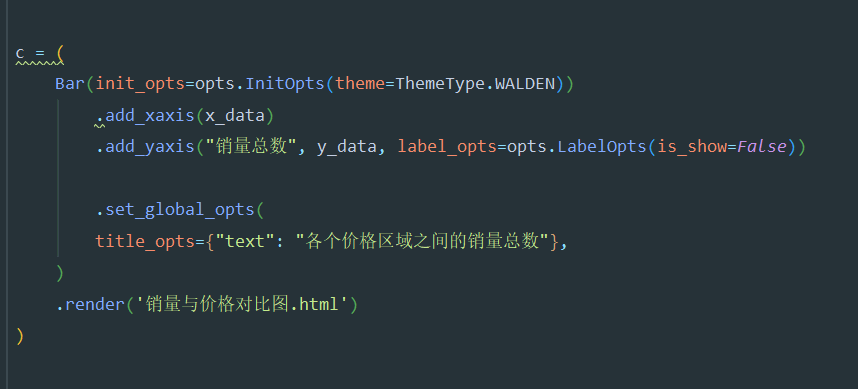 c = (
Bar(init_opts=opts.InitOpts(theme=ThemeType.WALDEN))
.add_xaxis(x_data)
.add_yaxis("销量总数", y_data, label_opts=opts.LabelOpts(is_show=False))
.set_global_opts(
title_opts={"text": "各个价格区域之间的销量总数"},
)
.render('销量与价格对比图.html')
)